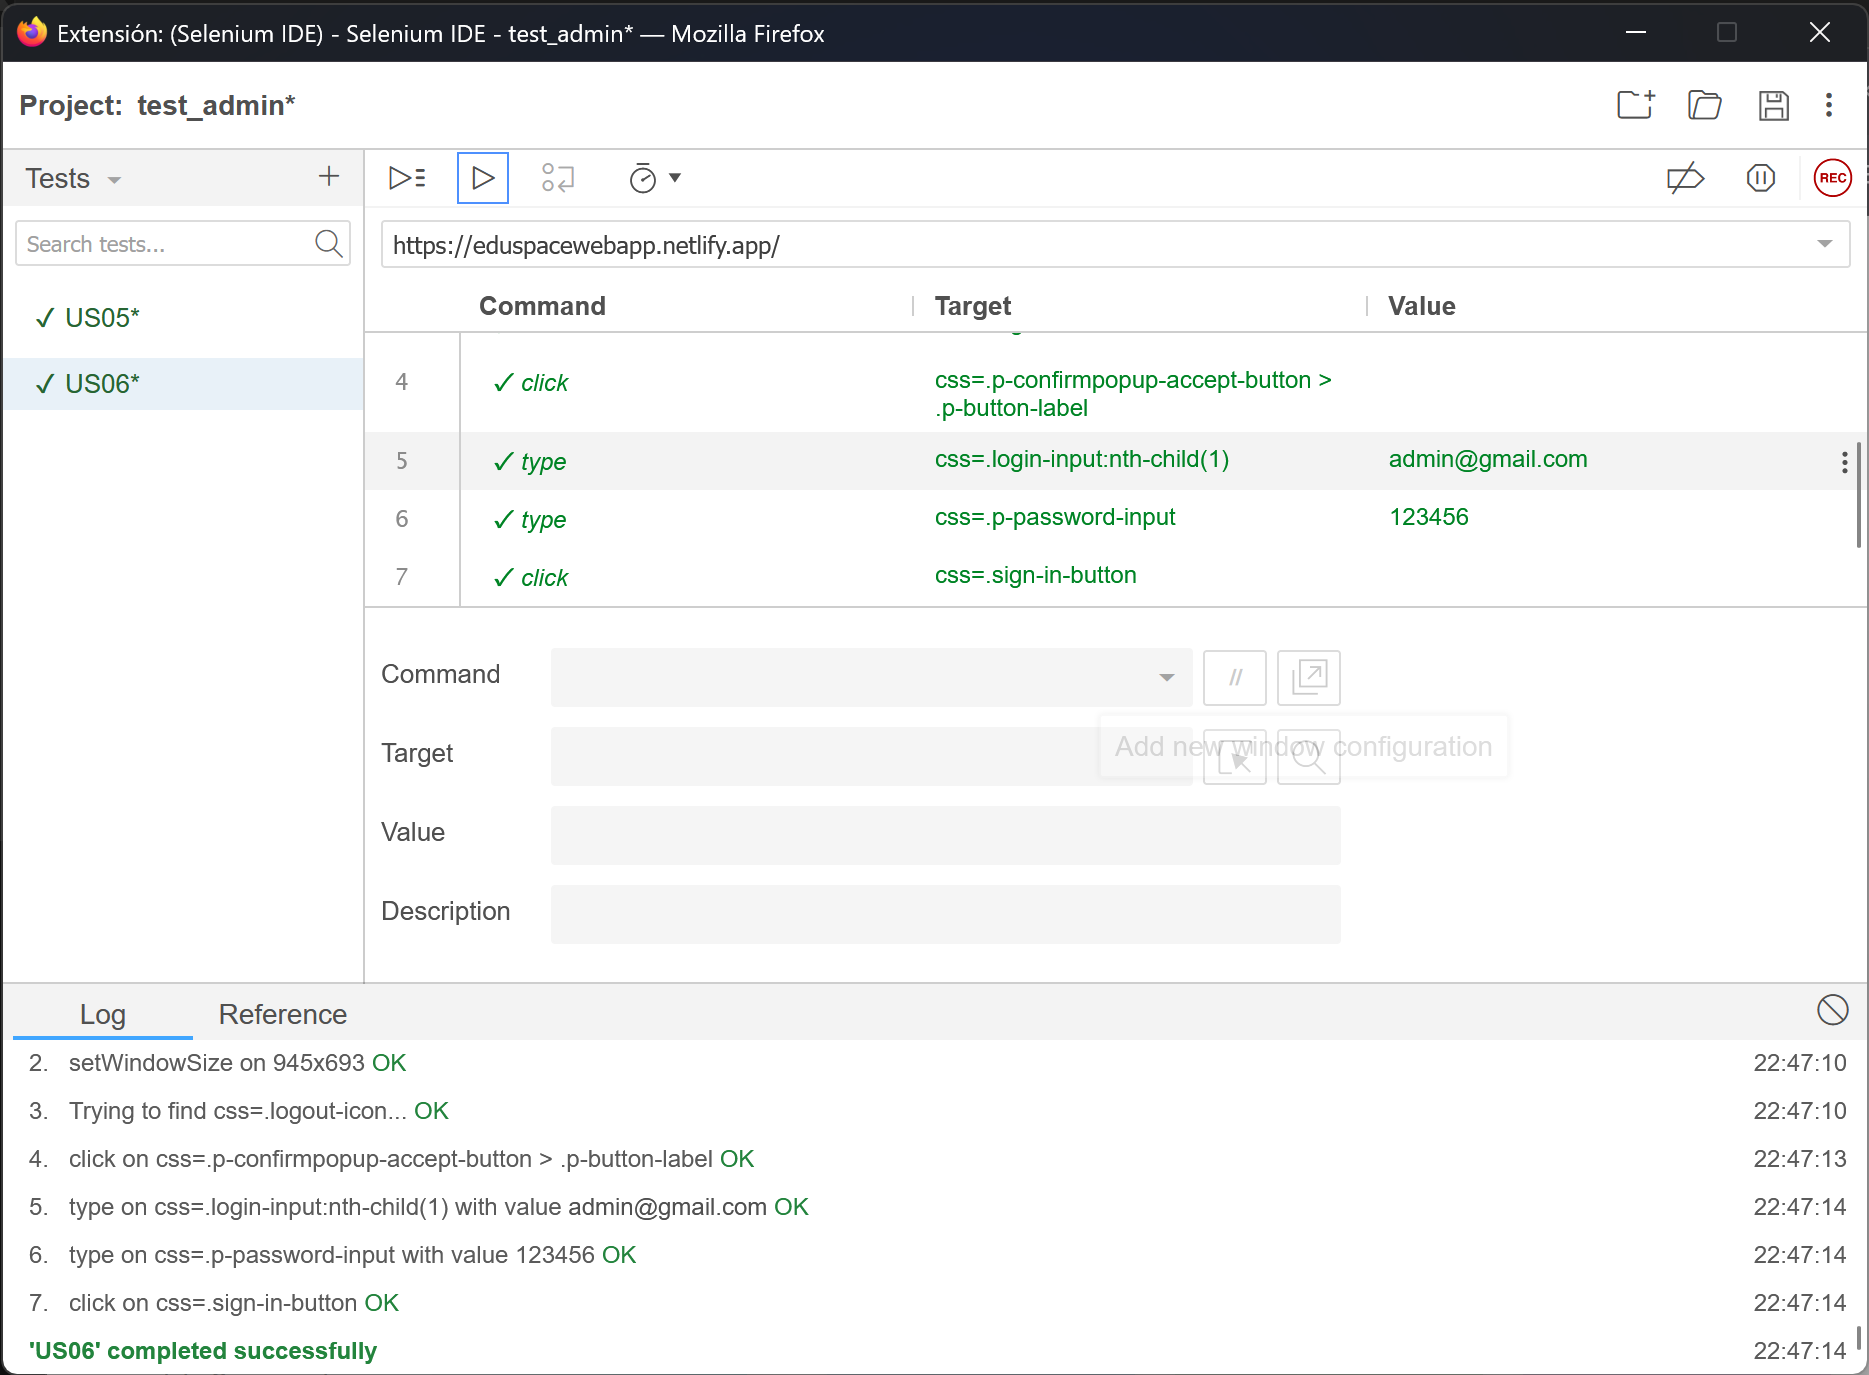 Extensión: (Selenium IDE) - Selenium IDE - test_admin* — Mozilla Firefox
Project: test_admin*
Tests
REC
Search tests...
https://eduspacewebapp.netlify.app/
US05*
US06*
Command Target Value
4 click css=.p-confirmpopup-accept-button > .p-button-label
5 type css=.login-input:nth-child(1) admin@gmail.com
6 type css=.p-password-input 123456
7 click css=.sign-in-button
Command //
Add new window configuration
Target
Value
Description
Log Reference
2. setWindowSize on 945x693 OK 22:47:10
3. Trying to find css=.logout-icon... OK 22:47:10
4. click on css=.p-confirmpopup-accept-button > .p-button-label OK 22:47:13
5. type on css=.login-input:nth-child(1) with value admin@gmail.com OK 22:47:14
6. type on css=.p-password-input with value 123456 OK 22:47:14
7. click on css=.sign-in-button OK 22:47:14
'US06' completed successfully 22:47:14